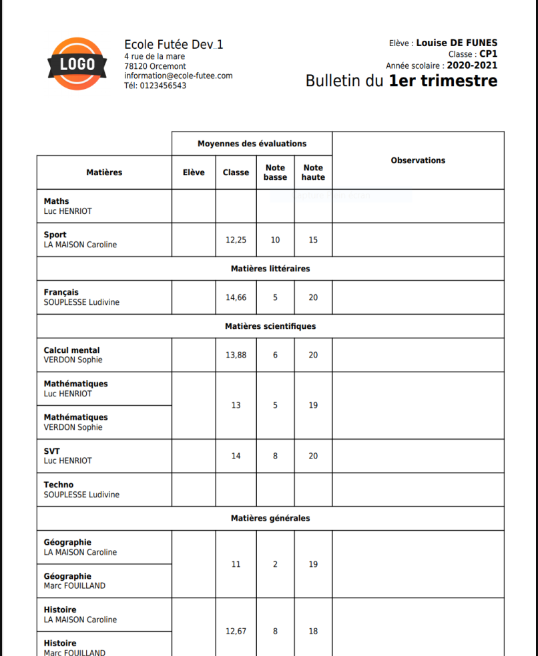 LOGO
Ecole Futée Dev 1
4 rue de la mare
78120 Orcemont
information@ecole-futee.com
Tél: 0123456543
Elève : Louise DE FUNES
Classe : CP1
Année scolaire : 2020-2021
Bulletin du 1er trimestre
Moyennes des évaluations
Observations
Matières Elève Classe Note basse Note haute
Maths
Luc HENRIOT
Sport
LA MAISON Caroline
12,25 10 15
Matières littéraires
Français
SOUPLESSE Ludivine
14,66 5 20
Matières scientifiques
Calcul mental
VERDON Sophie
13,88 6 20
Mathématiques
Luc HENRIOT
13 5 19
Mathématiques
VERDON Sophie
SVT
Luc HENRIOT
14 8 20
Techno
SOUPLESSE Ludivine
Matières générales
Géographie
LA MAISON Caroline
11 2 19
Géographie
Marc FOUILLAND
Histoire
LA MAISON Caroline
12,67 8 18
Histoire
Marc FOUILLAND